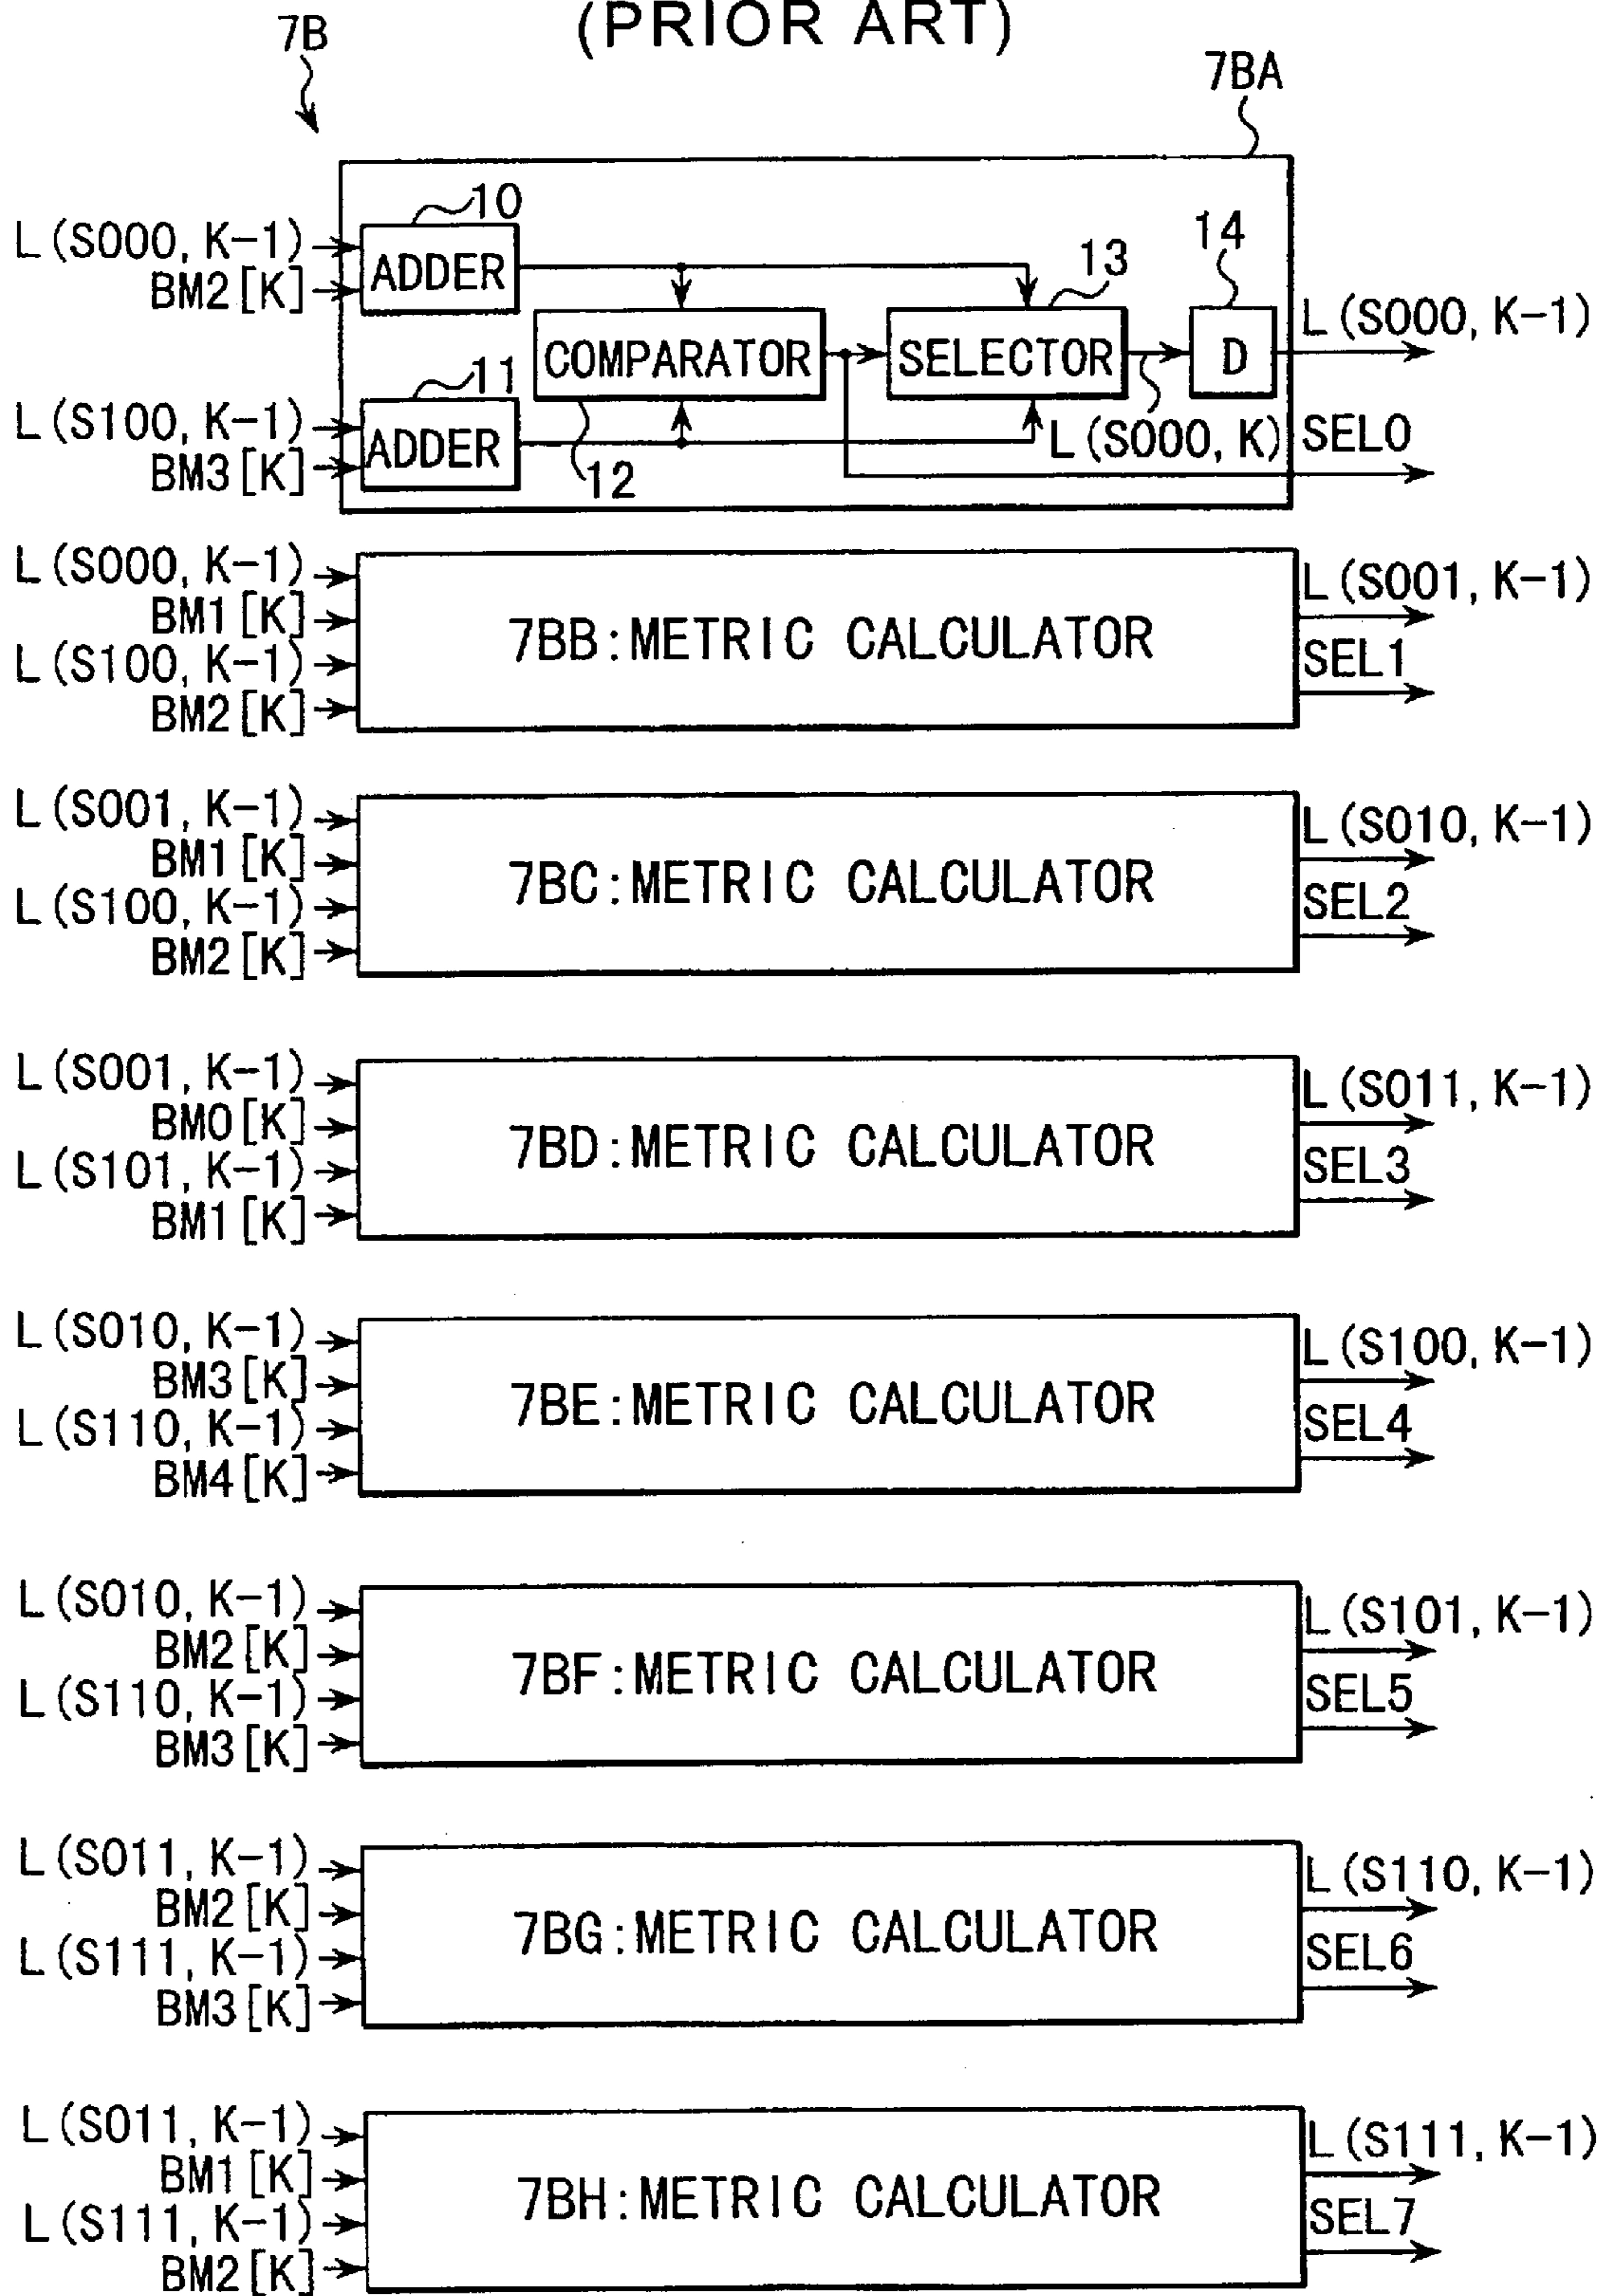 (PRIOR ART)
7B
7BA
10
L(S000, K-1)
BM2[K]
ADDER
13
14
COMPARATOR
SELECTOR
D
L(S000, K-1)
11
L(S100, K-1)
BM3[K]
ADDER
12
L(S000, K)
SEL0
L(S000, K-1)
BM1[K]
L(S100, K-1)
BM2[K]
7BB:METRIC CALCULATOR
L(S001, K-1)
SEL1
L(S001, K-1)
BM1[K]
L(S100, K-1)
BM2[K]
7BC:METRIC CALCULATOR
L(S010, K-1)
SEL2
L(S001, K-1)
BM0[K]
L(S101, K-1)
BM1[K]
7BD:METRIC CALCULATOR
L(S011, K-1)
SEL3
L(S010, K-1)
BM3[K]
L(S110, K-1)
BM4[K]
7BE:METRIC CALCULATOR
L(S100, K-1)
SEL4
L(S010, K-1)
BM2[K]
L(S110, K-1)
BM3[K]
7BF:METRIC CALCULATOR
L(S101, K-1)
SEL5
L(S011, K-1)
BM2[K]
L(S111, K-1)
BM3[K]
7BG:METRIC CALCULATOR
L(S110, K-1)
SEL6
L(S011, K-1)
BM1[K]
L(S111, K-1)
BM2[K]
7BH:METRIC CALCULATOR
L(S111, K-1)
SEL7